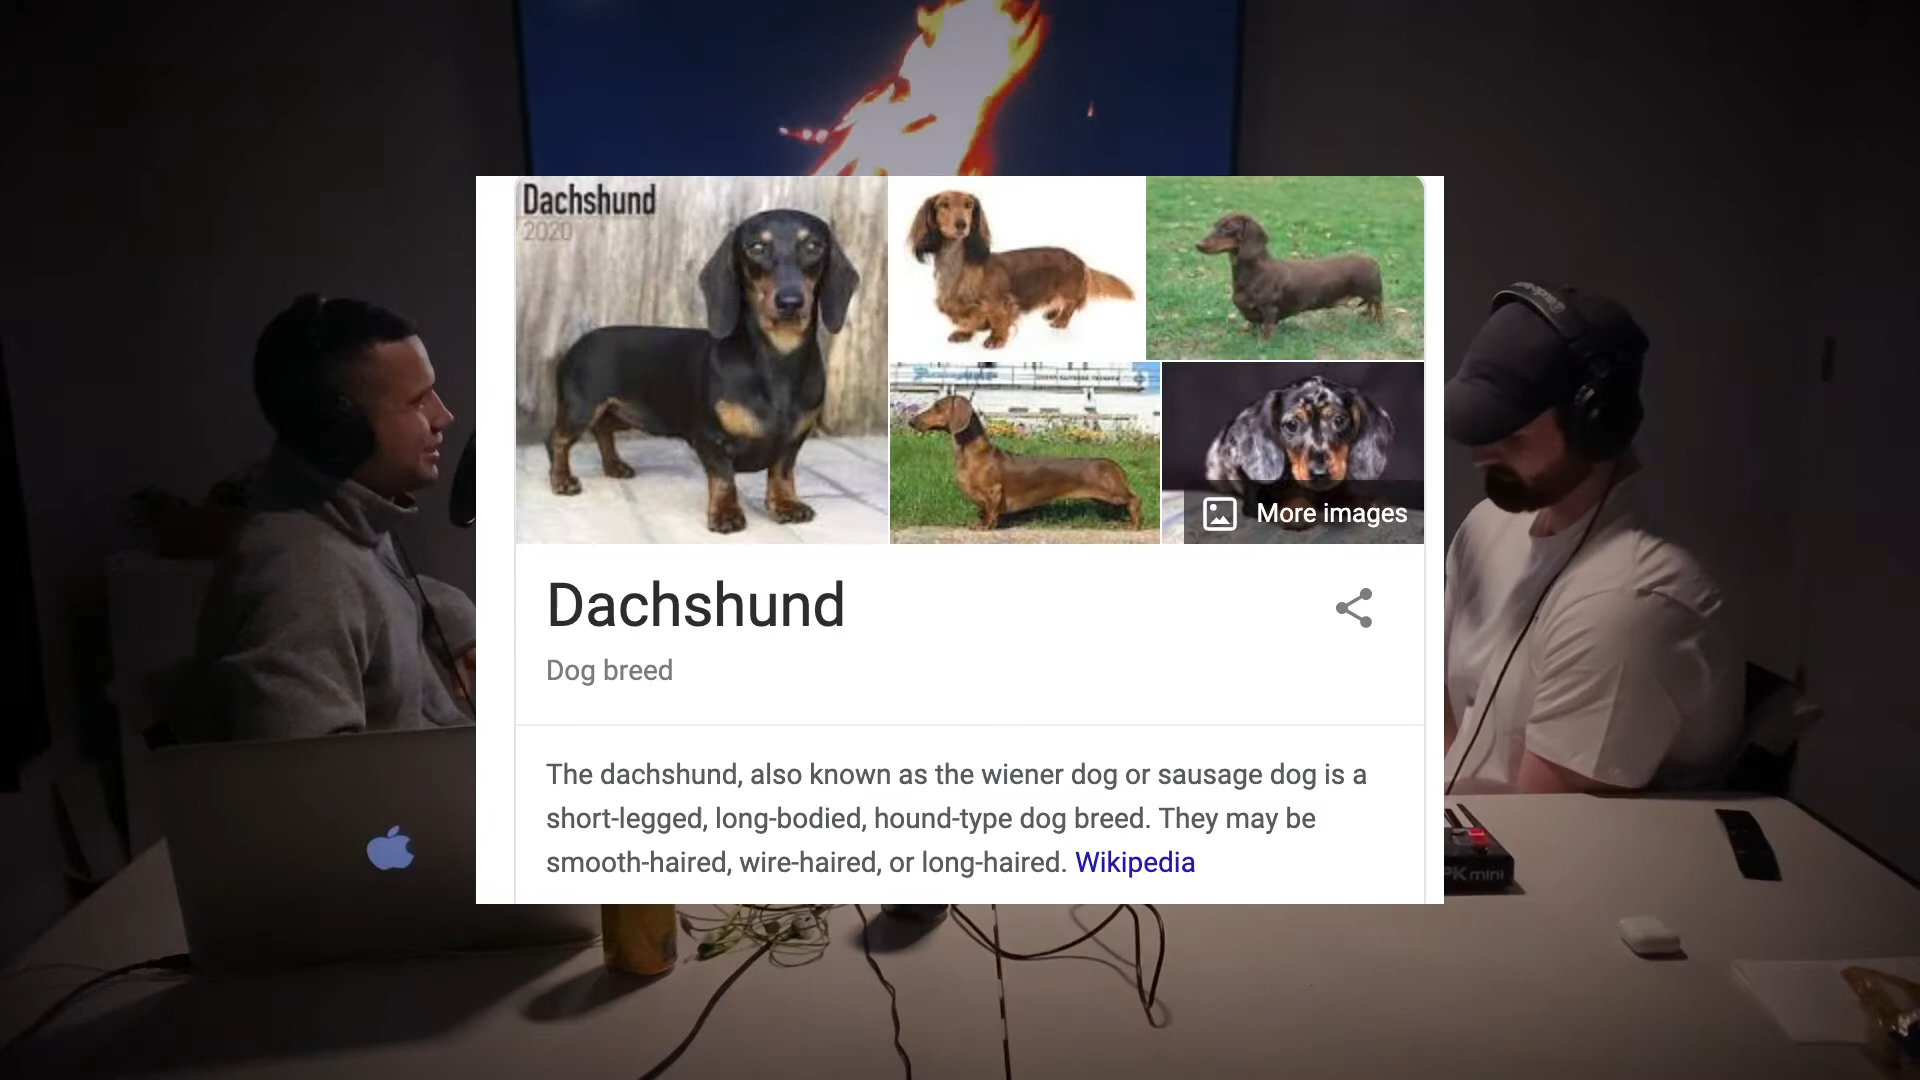 Dachshund
2020
More images
Dachshund
Dog breed
The dachshund, also known as the wiener dog or sausage dog is a
short-legged, long-bodied, hound-type dog breed. They may be
smooth-haired, wire-haired, or long-haired. Wikipedia
PKmini